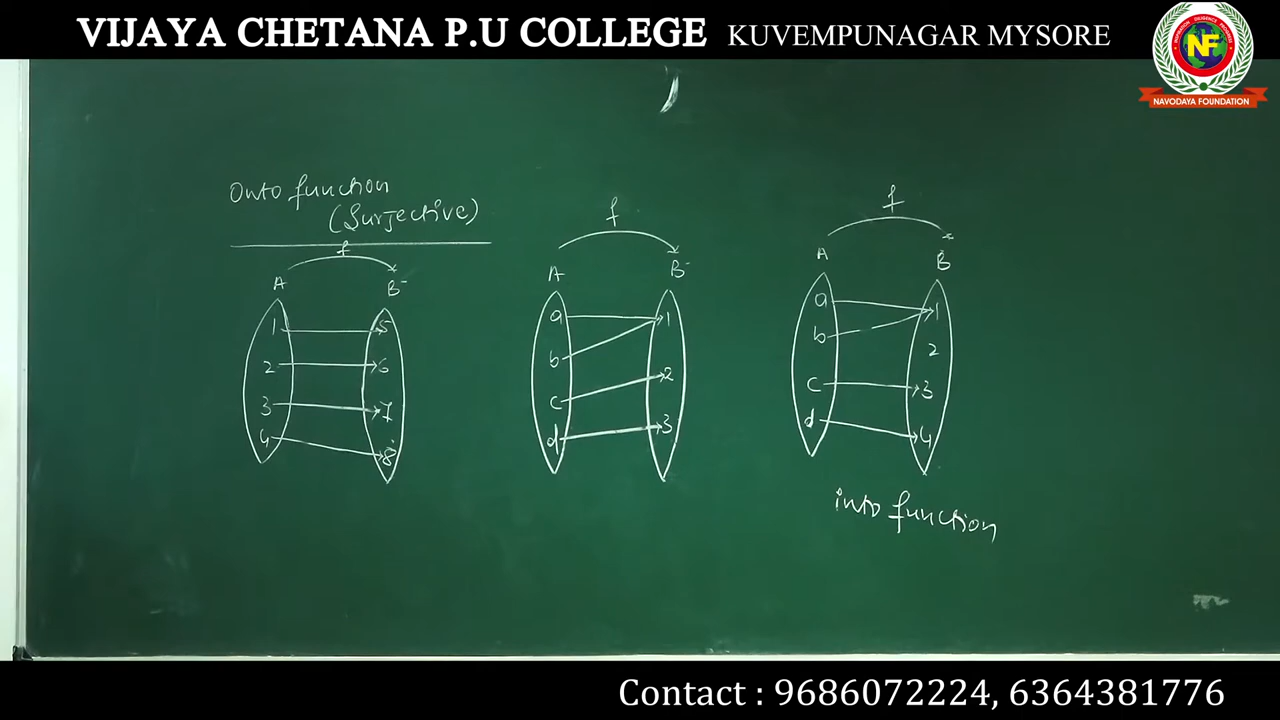 VIJAYA CHETANA P.U COLLEGE KUVEMPUNAGAR MYSORE
NF
NAVODAYA FOUNDATION
Onto function
(Surjective)
f
A B
1 5
2 6
3 7
4 8
f
A B
a 1
b
c 2
d 3
f
A B
a 1
b 2
c 3
d 4
into function
Contact : 9686072224, 6364381776